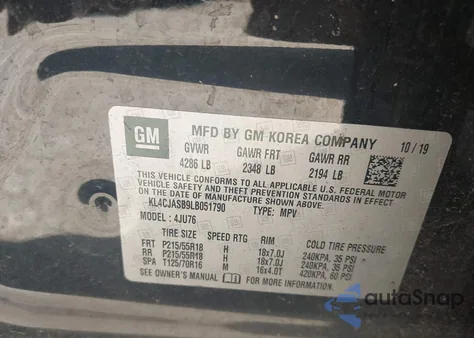 GM
MFD BY GM KOREA COMPANY 10/19
GVWR GAWR FRT GAWR RR
4286 LB 2348 LB 2194 LB
THIS VEHICLE CONFORMS TO ALL APPLICABLE U.S. FEDERAL MOTOR
VEHICLE SAFETY, BUMPER, AND THEFT PREVENTION STANDARDS IN
EFFECT ON THE DATE OF MANUFACTURE SHOWN ABOVE.
KL4CJASB9LB051790 TYPE: MPV
MODEL: 4JU76
TIRE SIZE SPEED RTG RIM COLD TIRE PRESSURE
FRT P215/55R18 H 18x7.0J 240KPA, 35 PSI
RR P215/55R18 H 18x7.0J 240KPA, 35 PSI
SPA T125/70R16 M 16x4.0T 420KPA, 60 PSI
SEE OWNER'S MANUAL FOR MORE INFORMATION.
autoSnap